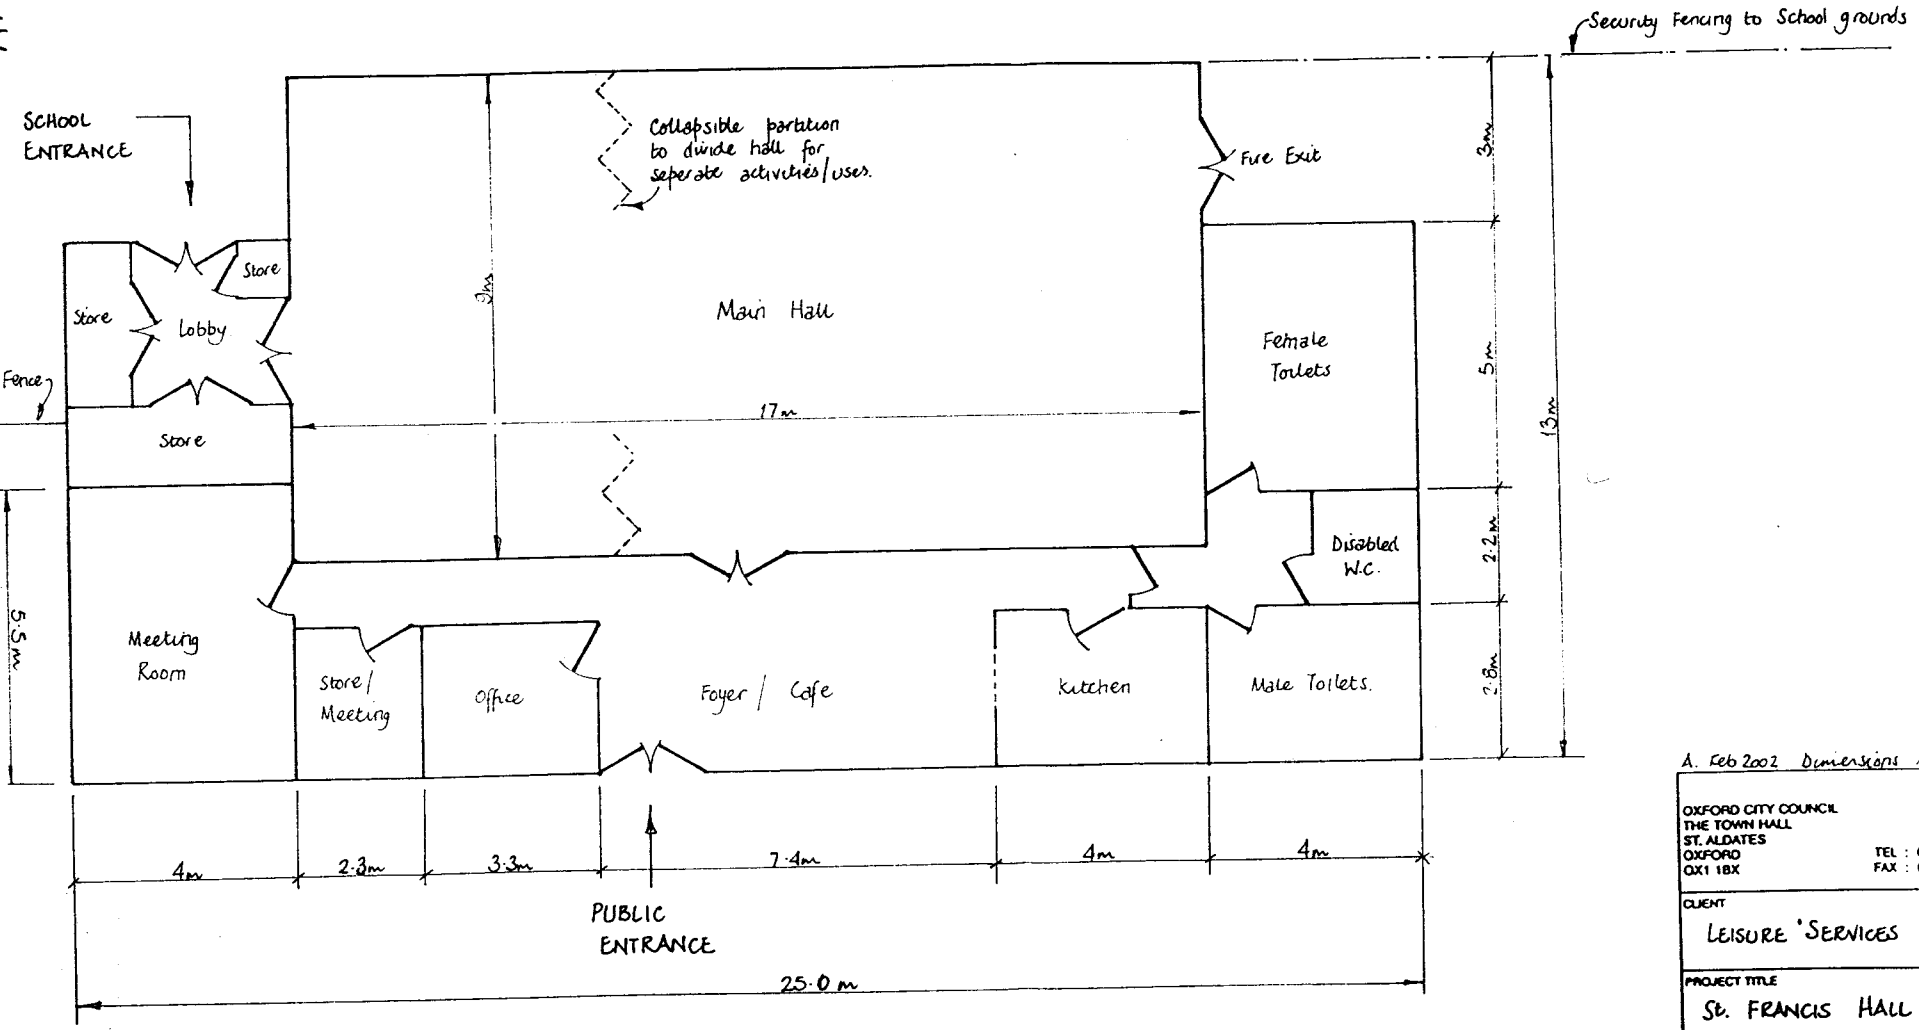 Security Fencing to School grounds
SCHOOL
ENTRANCE
Collapsible partition
to divide hall for
seperate activities/uses.
Fire Exit
3m
Store
Store
Lobby
9m
Main Hall
Female
Toilets
5m
13m
Fence
17m
Store
Disabled
W.C.
2.2m
5.5m
Meeting
Room
Store/
Meeting
Office
Foyer / Cafe
Kitchen
Male Toilets.
2.8m
4m
2.3m
3.3m
7.4m
4m
4m
PUBLIC
ENTRANCE
25.0m
A. Feb 2002 Dimensions
OXFORD CITY COUNCIL
THE TOWN HALL
ST. ALDATES
OXFORD TEL :
OX1 1BX FAX :
CLIENT
LEISURE SERVICES
PROJECT TITLE
St. FRANCIS HALL